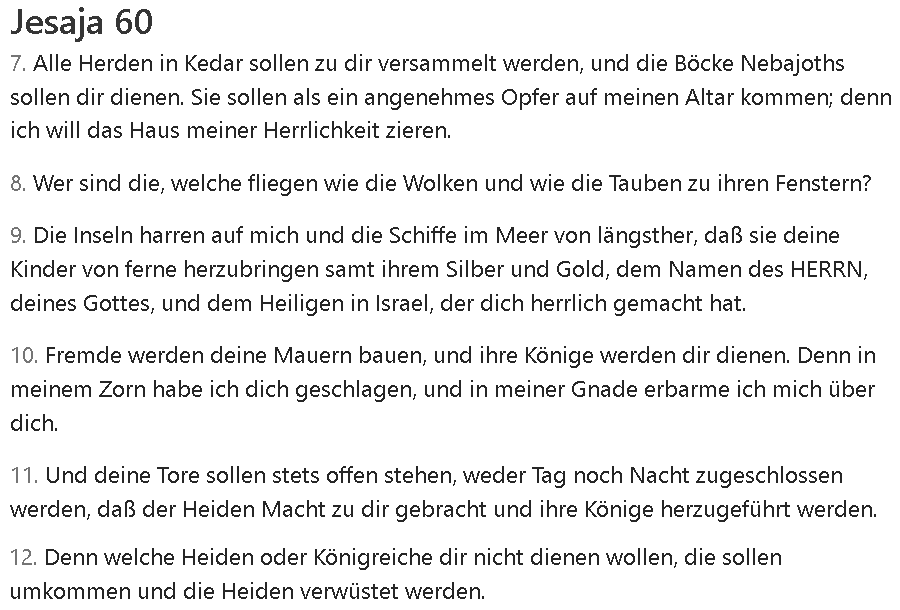 Jesaja 60
7. Alle Herden in Kedar sollen zu dir versammelt werden, und die Böcke Nebajoths
sollen dir dienen. Sie sollen als ein angenehmes Opfer auf meinen Altar kommen; denn
ich will das Haus meiner Herrlichkeit zieren.
8. Wer sind die, welche fliegen wie die Wolken und wie die Tauben zu ihren Fenstern?
9. Die Inseln harren auf mich und die Schiffe im Meer von längsther, daß sie deine
Kinder von ferne herzubringen samt ihrem Silber und Gold, dem Namen des HERRN,
deines Gottes, und dem Heiligen in Israel, der dich herrlich gemacht hat.
10. Fremde werden deine Mauern bauen, und ihre Könige werden dir dienen. Denn in
meinem Zorn habe ich dich geschlagen, und in meiner Gnade erbarme ich mich über
dich.
11. Und deine Tore sollen stets offen stehen, weder Tag noch Nacht zugeschlossen
werden, daß der Heiden Macht zu dir gebracht und ihre Könige herzugeführt werden.
12. Denn welche Heiden oder Königreiche dir nicht dienen wollen, die sollen
umkommen und die Heiden verwüstet werden.